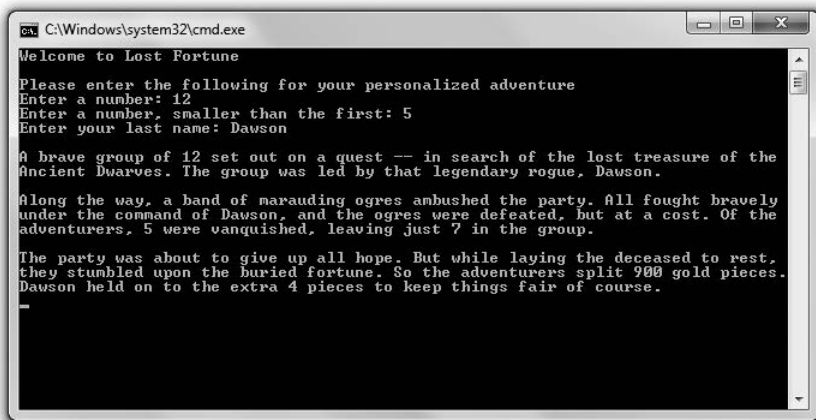 C:\Windows\system32\cmd.exe
Welcome to Lost Fortune
Please enter the following for your personalized adventure
Enter a number: 12
Enter a number, smaller than the first: 5
Enter your last name: Dawson
A brave group of 12 set out on a quest -- in search of the lost treasure of the
Ancient Dwarves. The group was led by that legendary rogue, Dawson.
Along the way, a band of marauding ogres ambushed the party. All fought bravely
under the command of Dawson, and the ogres were defeated, but at a cost. Of the
adventurers, 5 were vanquished, leaving just 7 in the group.
The party was about to give up all hope. But while laying the deceased to rest,
they stumbled upon the buried fortune. So the adventurers split 900 gold pieces.
Dawson held on to the extra 4 pieces to keep things fair of course.